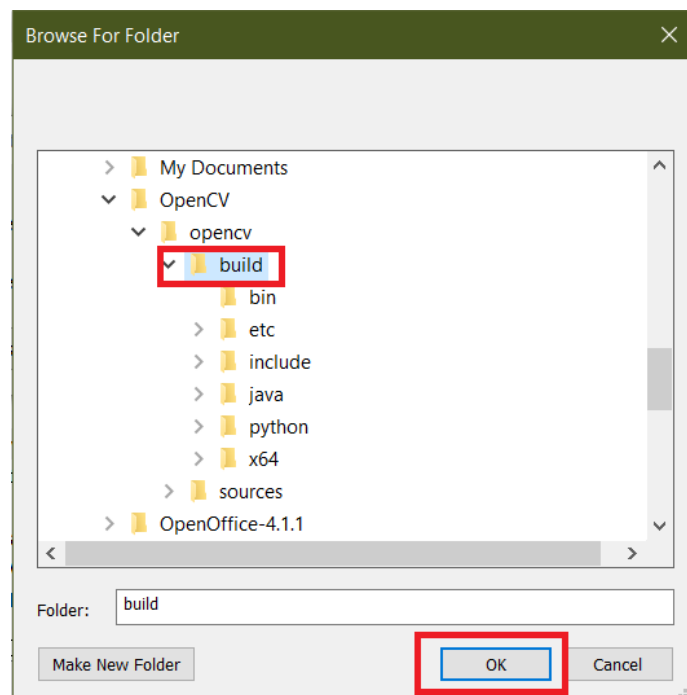 Browse For Folder
My Documents
OpenCV
opencv
build
bin
etc
include
java
python
x64
sources
OpenOffice-4.1.1
Folder: build
Make New Folder OK Cancel